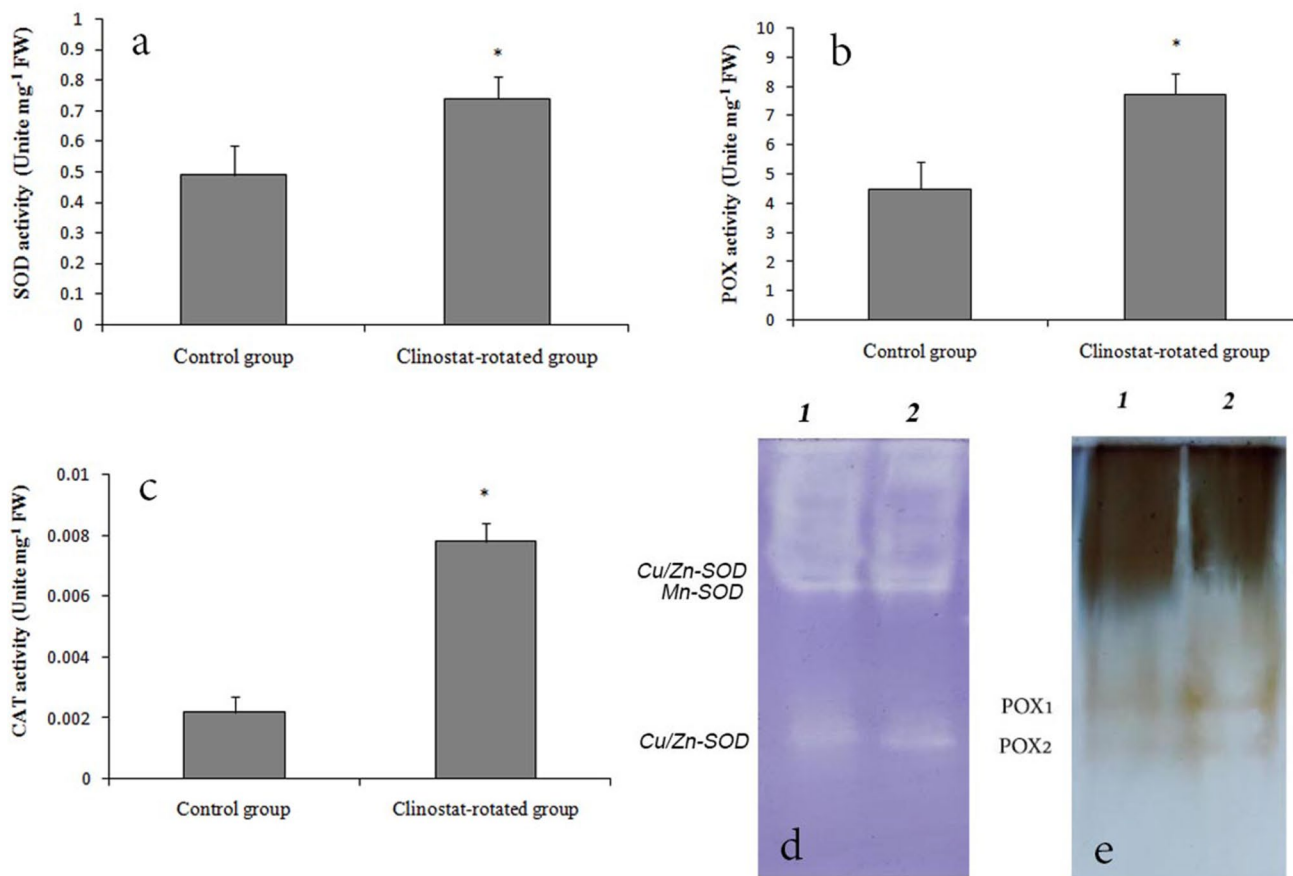 a
SOD activity (Unite mg-1 FW)
1
0.9
0.8
0.7
0.6
0.5
0.4
0.3
0.2
0.1
0
*
Control group
Clinostat-rotated group
b
POX activity (Unite mg-1 FW)
10
9
8
7
6
5
4
3
2
1
0
*
Control group
Clinostat-rotated group
c
CAT activity (Unite mg-1 FW)
0.01
0.008
0.006
0.004
0.002
0
*
Control group
Clinostat-rotated group
1 2
Cu/Zn-SOD
Mn-SOD
Cu/Zn-SOD
d
1 2
POX1
POX2
e